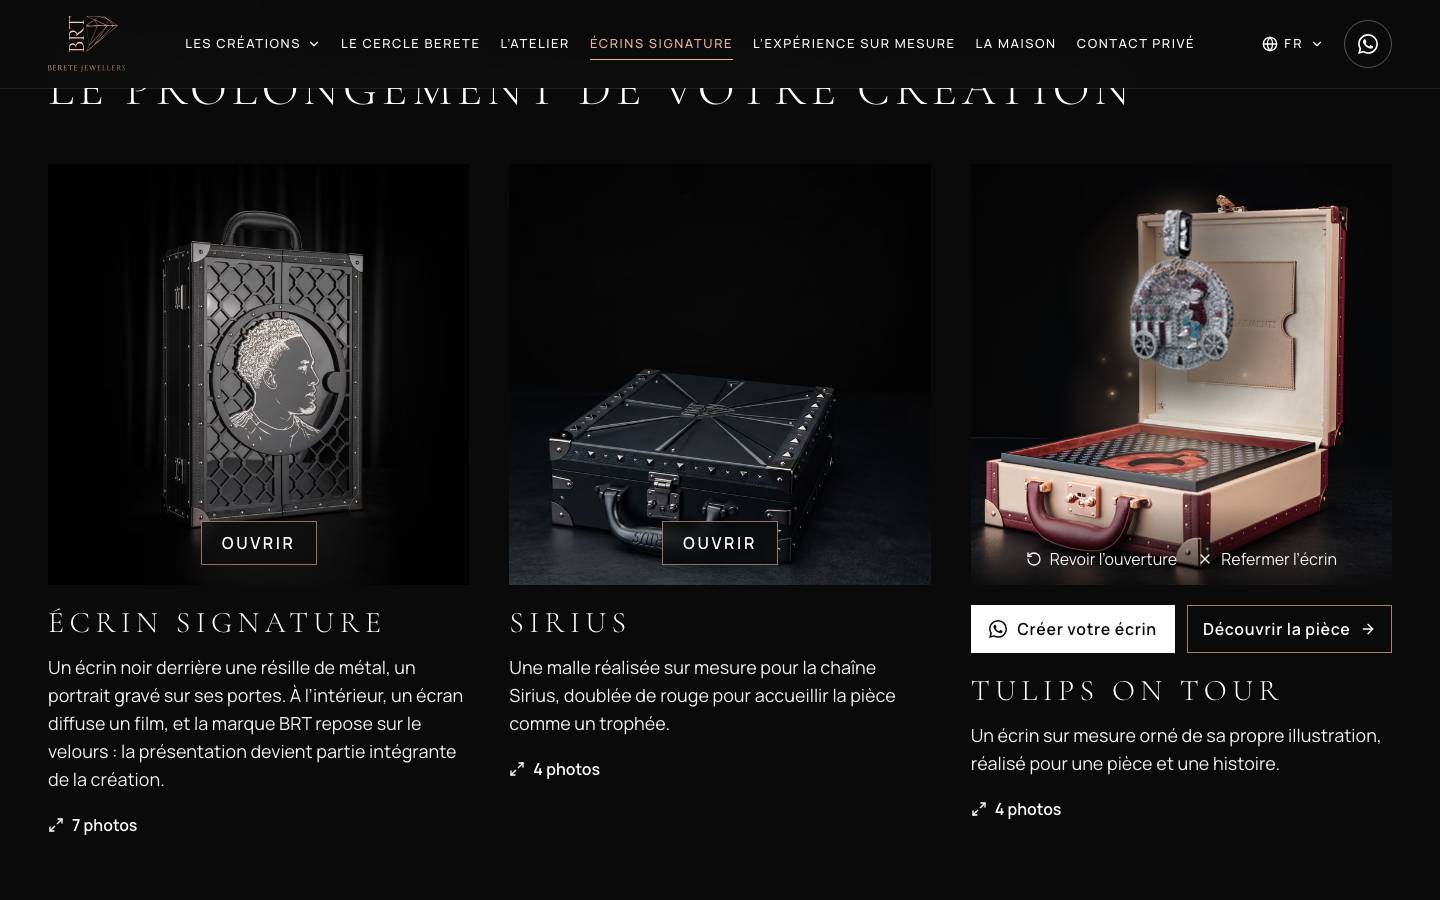 BRT
BERETE JEWELLERS
LES CRÉATIONS
LE CERCLE BERETE
L'ATELIER
ÉCRINS SIGNATURE
L'EXPÉRIENCE SUR MESURE
LA MAISON
CONTACT PRIVÉ
FR
LE PROLONGEMENT DE VOTRE CRÉATION
OUVRIR
OUVRIR
Revoir l'ouverture
Refermer l'écrin
ÉCRIN SIGNATURE
Un écrin noir derrière une résille de métal, un
portrait gravé sur ses portes. À l'intérieur, un écran
diffuse un film, et la marque BRT repose sur le
velours : la présentation devient partie intégrante
de la création.
7 photos
SIRIUS
Une malle réalisée sur mesure pour la chaîne
Sirius, doublée de rouge pour accueillir la pièce
comme un trophée.
4 photos
Créer votre écrin
Découvrir la pièce
TULIPS ON TOUR
Un écrin sur mesure orné de sa propre illustration,
réalisé pour une pièce et une histoire.
4 photos